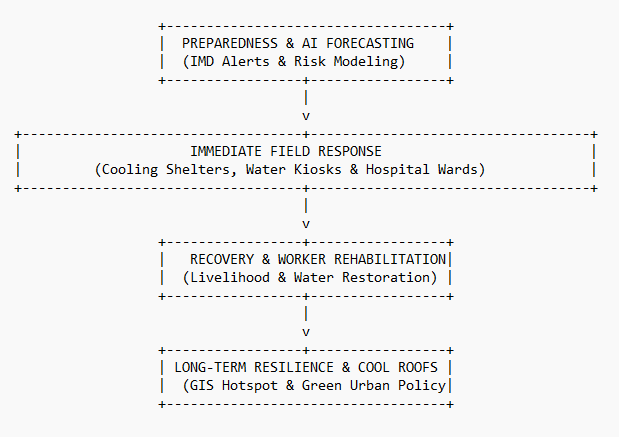 PREPAREDNESS & AI FORECASTING
(IMD Alerts & Risk Modeling)
v
IMMEDIATE FIELD RESPONSE
(Cooling Shelters, Water Kiosks & Hospital Wards)
v
RECOVERY & WORKER REHABILITATION
(Livelihood & Water Restoration)
v
LONG-TERM RESILIENCE & COOL ROOFS
(GIS Hotspot & Green Urban Policy